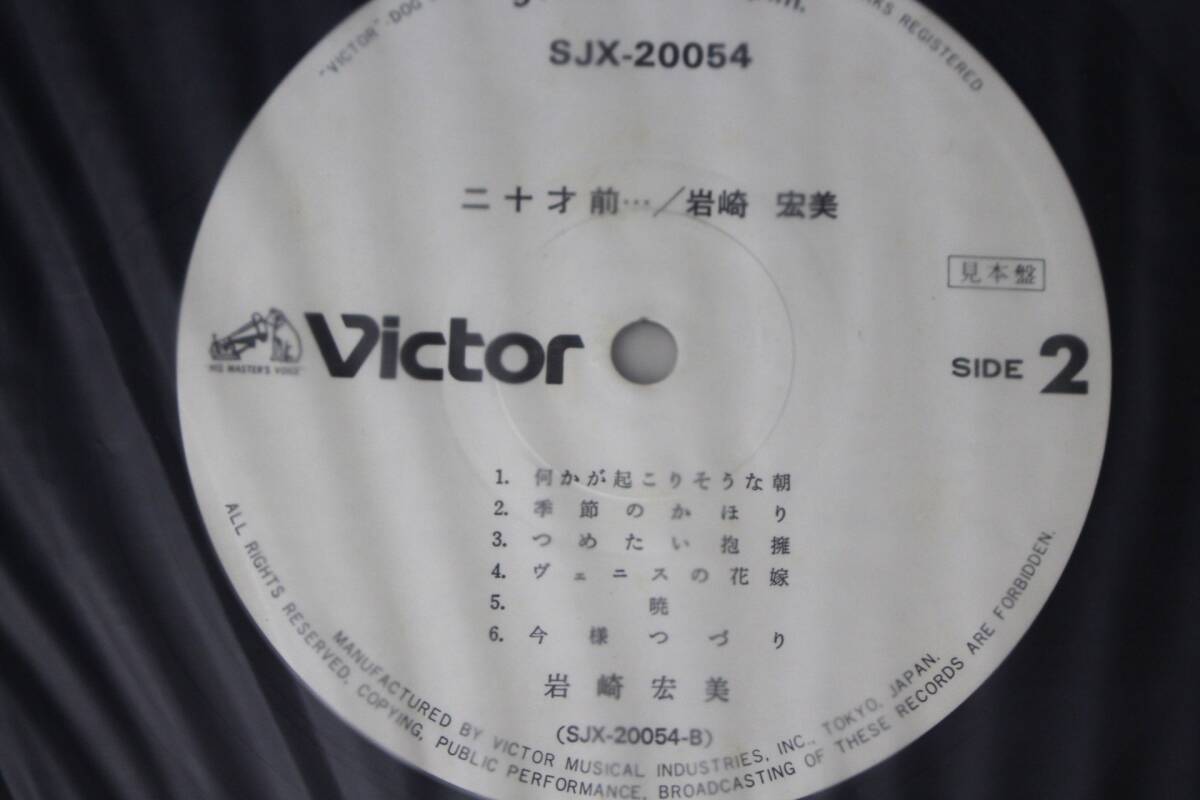 "VICTOR"-DOG
REGISTERED
SJX-20054
二十才前…／岩崎 宏美
見本盤
"HIS MASTER'S VOICE"
Victor
SIDE 2
1. 何かが起こりそうな朝
2. 季節のかほり
3. つめたい抱擁
4. ヴェニスの花嫁
5. 暁
6. 今様つづり
岩崎宏美
(SJX-20054-B)
MANUFACTURED BY VICTOR MUSICAL INDUSTRIES, INC., TOKYO, JAPAN.
ALL RIGHTS RESERVED, COPYING, PUBLIC PERFORMANCE, BROADCASTING OF THESE RECORDS ARE FORBIDDEN.